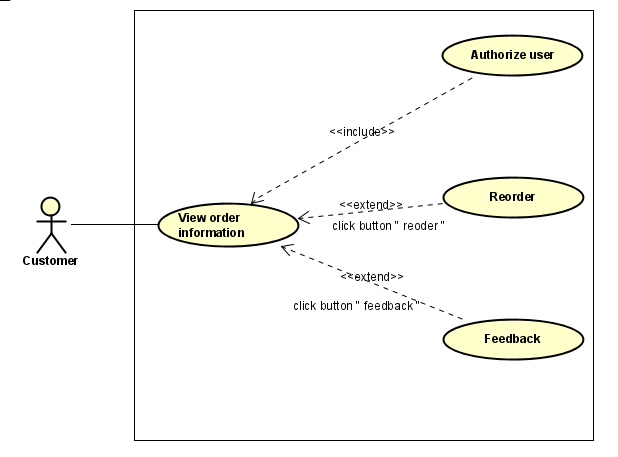 Authorize user
<<include>>
Reorder
<<extend>>
View order
information
click button " reoder "
Customer
<<extend>>
click button " feedback "
Feedback